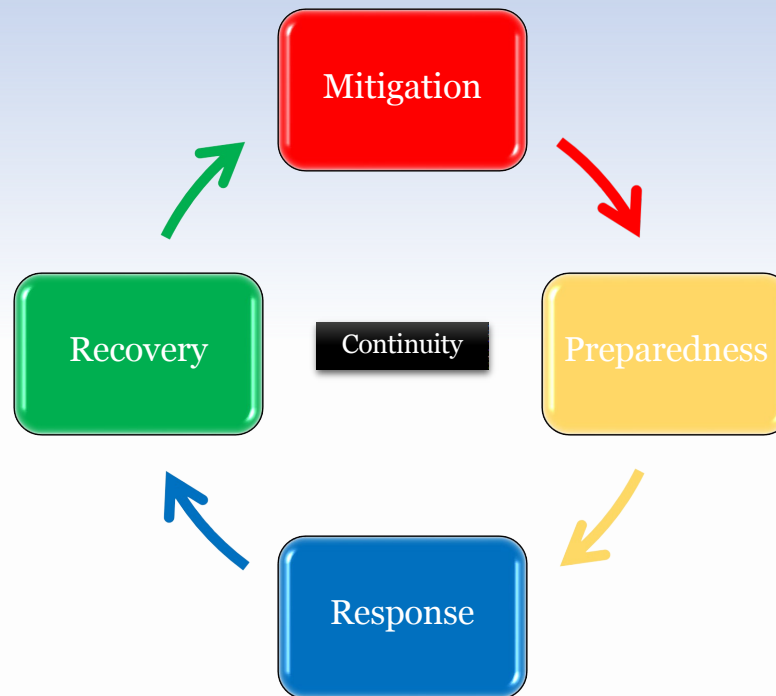 Mitigation
Recovery
Continuity
Preparedness
Response